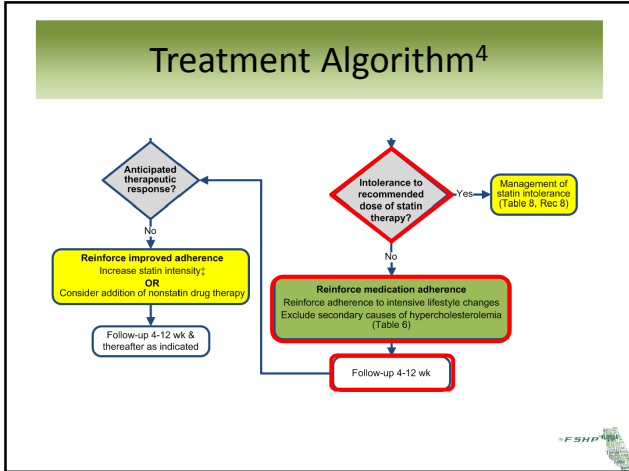 Treatment Algorithm⁴
Anticipated
therapeutic
response?
No
Reinforce improved adherence
Increase statin intensity‡
OR
Consider addition of nonstatin drug therapy
Follow-up 4-12 wk &
thereafter as indicated
Intolerance to
recommended
dose of statin
therapy?
Yes
Management of
statin intolerance
(Table 8, Rec 8)
No
Reinforce medication adherence
Reinforce adherence to intensive lifestyle changes
Exclude secondary causes of hypercholesterolemia
(Table 6)
Follow-up 4-12 wk
FSHP